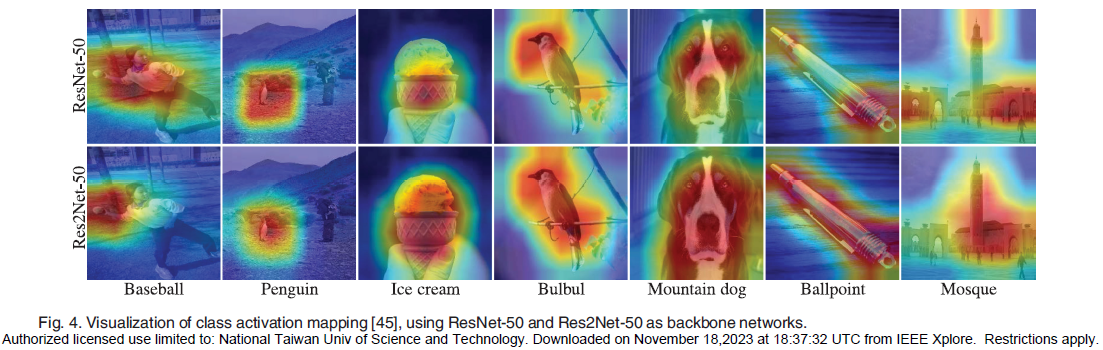 ResNet-50
Res2Net-50
Baseball Penguin Ice cream Bulbul Mountain dog Ballpoint Mosque
Fig. 4. Visualization of class activation mapping [45], using ResNet-50 and Res2Net-50 as backbone networks.
Authorized licensed use limited to: National Taiwan Univ of Science and Technology. Downloaded on November 18,2023 at 18:37:32 UTC from IEEE Xplore. Restrictions apply.